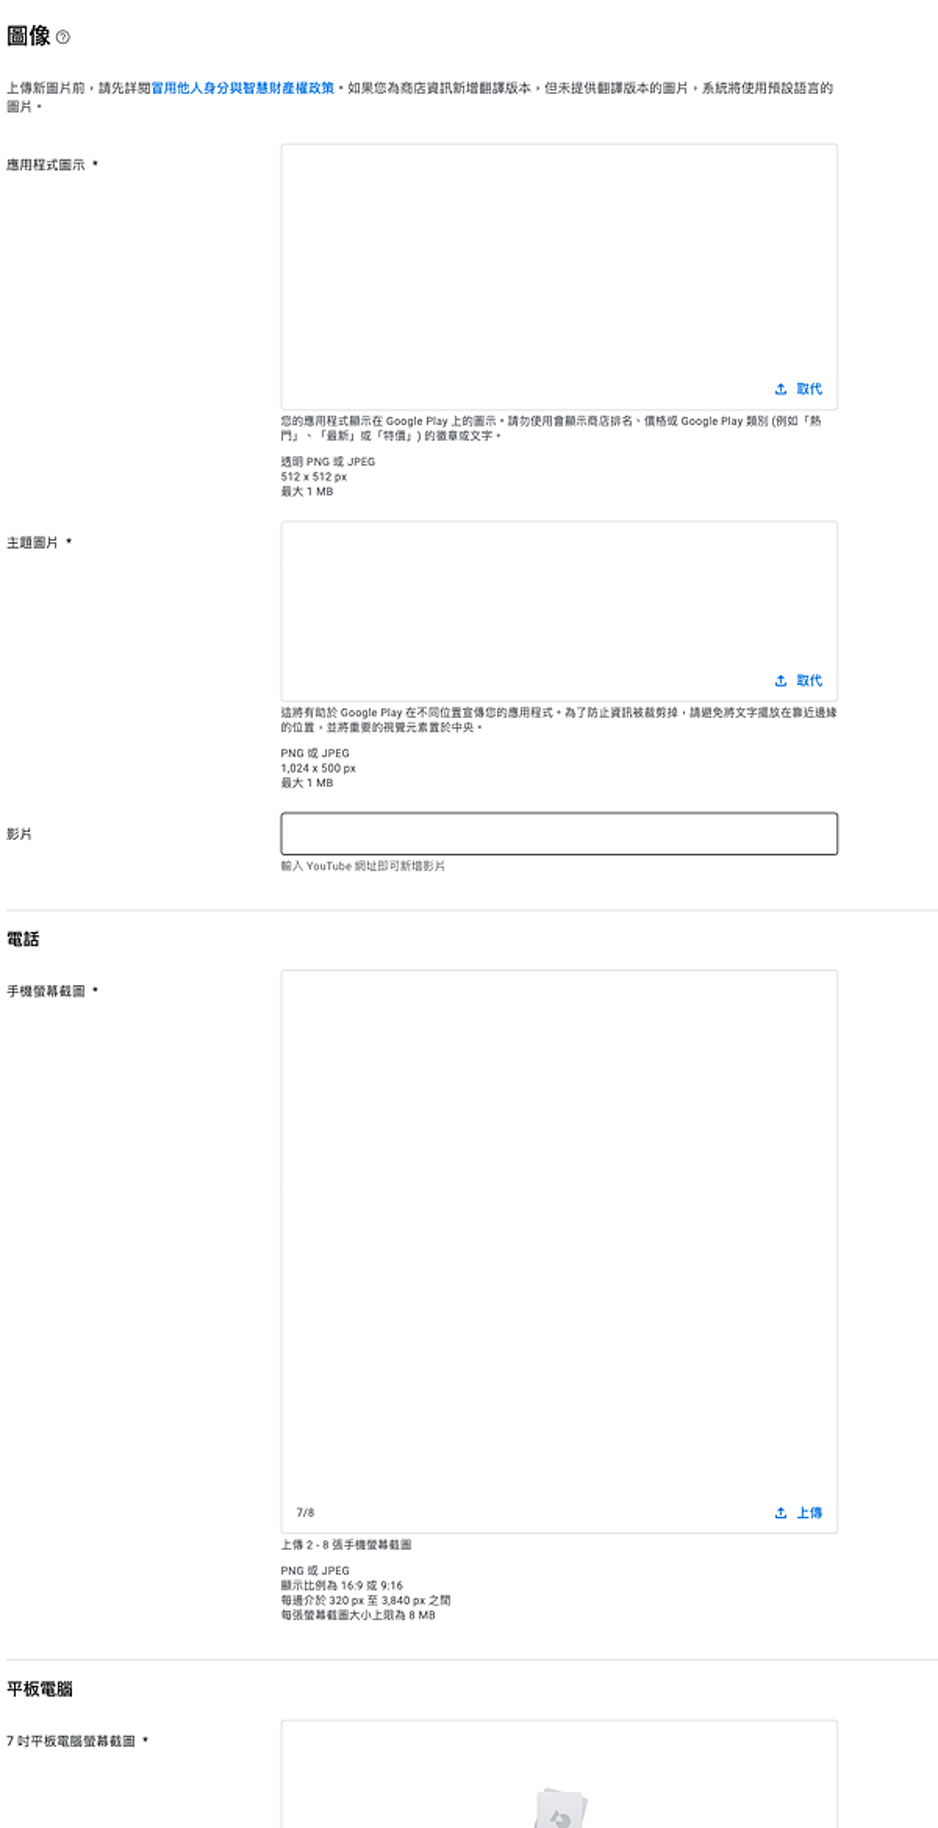 圖像
上傳新圖片前，請先詳閱冒用他人身分與智慧財產權政策。如果您為商店資訊新增翻譯版本，但未提供翻譯版本的圖片，系統將使用預設語言的
圖片。
應用程式圖示 *
取代
您的應用程式顯示在 Google Play 上的圖示。請勿使用會顯示商店排名、價格或 Google Play 類別 (例如「熱
門」、「最新」或「特價」) 的徽章或文字。
透明 PNG 或 JPEG
512 x 512 px
最大 1 MB
主題圖片 *
取代
這將有助於 Google Play 在不同位置宣傳您的應用程式。為了防止資訊被裁剪掉，請避免將文字擺放在靠近邊緣
的位置，並將重要的視覺元素置於中央。
PNG 或 JPEG
1,024 x 500 px
最大 1 MB
影片
輸入 YouTube 網址即可新增影片
電話
手機螢幕截圖 *
7/8
上傳
上傳 2 - 8 張手機螢幕截圖
PNG 或 JPEG
顯示比例為 16:9 或 9:16
每邊介於 320 px 至 3,840 px 之間
每張螢幕截圖大小上限為 8 MB
平板電腦
7 吋平板電腦螢幕截圖 *